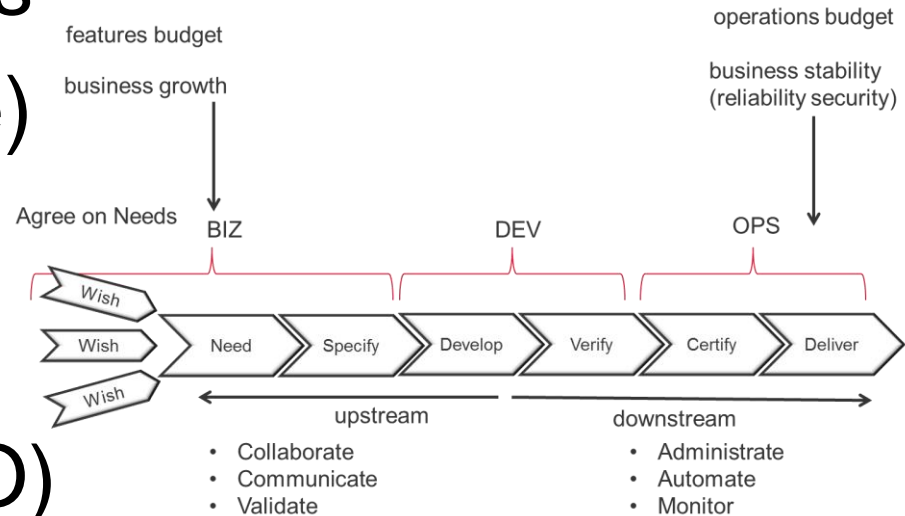 s
features budget
business growth
operations budget
business stability
(reliability security)
)
Agree on Needs
BIZ
DEV
OPS
Wish
Wish
Wish
Need
Specify
Develop
Verify
Certify
Deliver
upstream
downstream
• Collaborate
• Communicate
• Validate
• Administrate
• Automate
• Monitor
)